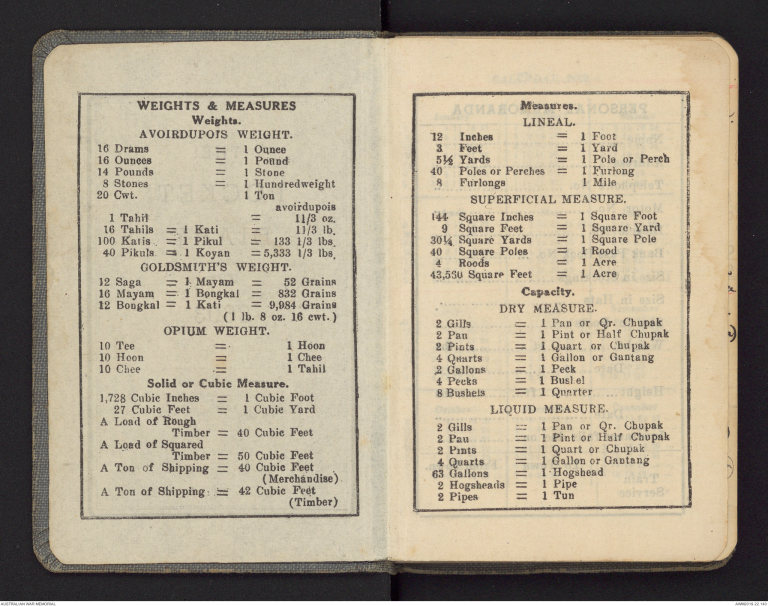 WEIGHTS & MEASURES
Weights.
AVOIRDUPOIS WEIGHT.
16 Drams = 1 Ounce
16 Ounces = 1 Pound
14 Pounds = 1 Stone
8 Stones = 1 Hundredweight
20 Cwt. 1 Ton
avoirdupois
1 Tahil = 11/3 oz.
16 Tahils = 1 Kati = 11/3 lb.
100 Katis = 1 Pikul = 133 1/3 lbs.
40 Pikuls = 1 Koyan = 5,333 1/3 lbs.
GOLDSMITH'S WEIGHT.
12 Saga = 1 Mayam = 52 Grains
16 Mayam = 1 Bongkal = 832 Grains
12 Bongkal = 1 Kati = 9,984 Grains
(1 lb. 8 oz. 16 cwt.)
OPIUM WEIGHT.
10 Tee = 1 Hoon
10 Hoon = 1 Chee
10 Chee = 1 Tahil
Solid or Cubic Measure.
1,728 Cubic Inches = 1 Cubic Foot
27 Cubic Feet = 1 Cubic Yard
A Load of Rough
Timber = 40 Cubic Feet
A Load of Squared
Timber = 50 Cubic Feet
A Ton of Shipping = 40 Cubic Feet
(Merchandise)
A Ton of Shipping = 42 Cubic Feet
(Timber)
Measures.
LINEAL.
12 Inches = 1 Foot
3 Feet = 1 Yard
5½ Yards = 1 Pole or Perch
40 Poles or Perches = 1 Furlong
8 Furlongs 1 Mile
SUPERFICIAL MEASURE.
144 Square Inches = 1 Square Foot
9 Square Feet = 1 Square Yard
30¼ Square Yards = 1 Square Pole
40 Square Poles = 1 Rood
4 Roods = 1 Acre
43,560 Square Feet = 1 Acre
Capacity.
DRY MEASURE.
2 Gills = 1 Pan or Qr. Chupak
2 Pau = 1 Pint or Half Chupak
2 Pints = 1 Quart or Chupak
4 Quarts = 1 Gallon or Gantang
2 Gallons = 1 Peck
4 Pecks = 1 Bushel
8 Bushels = 1 Quarter
LIQUID MEASURE.
2 Gills = 1 Pan or Qr. Chupak
2 Pau = 1 Pint or Half Chupak
2 Pints = 1 Quart or Chupak
4 Quarts = 1 Gallon or Gantang
63 Gallons = 1 Hogshead
2 Hogsheads = 1 Pipe
2 Pipes = 1 Tun
AUSTRALIAN WAR MEMORIAL